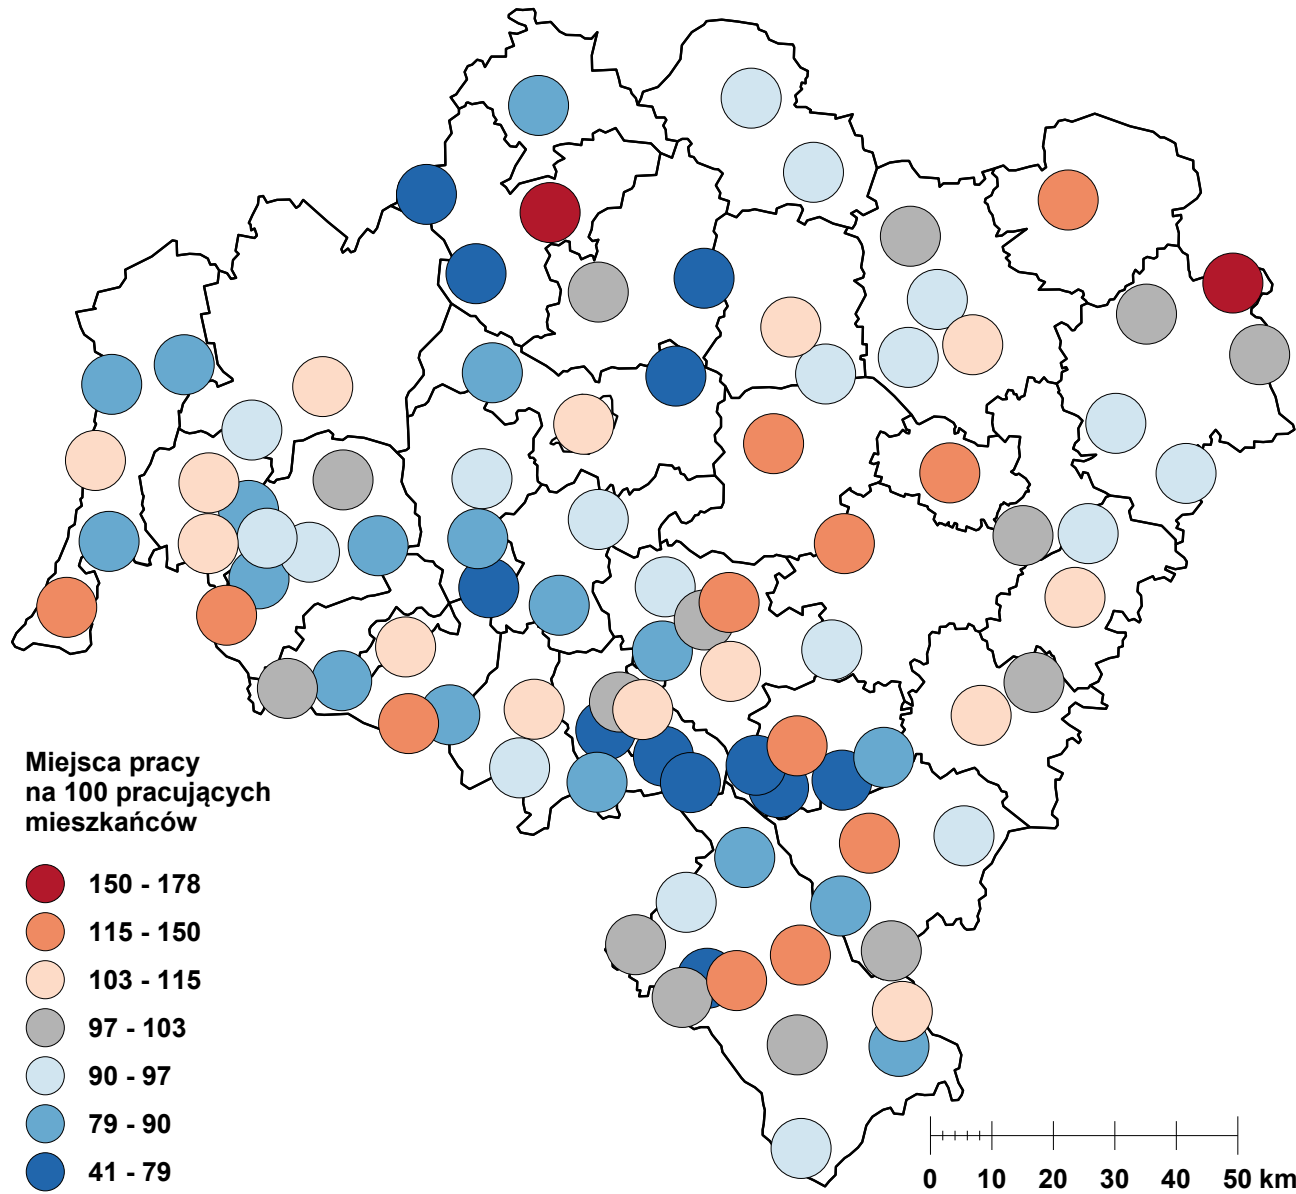 Miejsca pracy
na 100 pracujących
mieszkańców
150 - 178
115 - 150
103 - 115
97 - 103
90 - 97
79 - 90
41 - 79
0 10 20 30 40 50 km